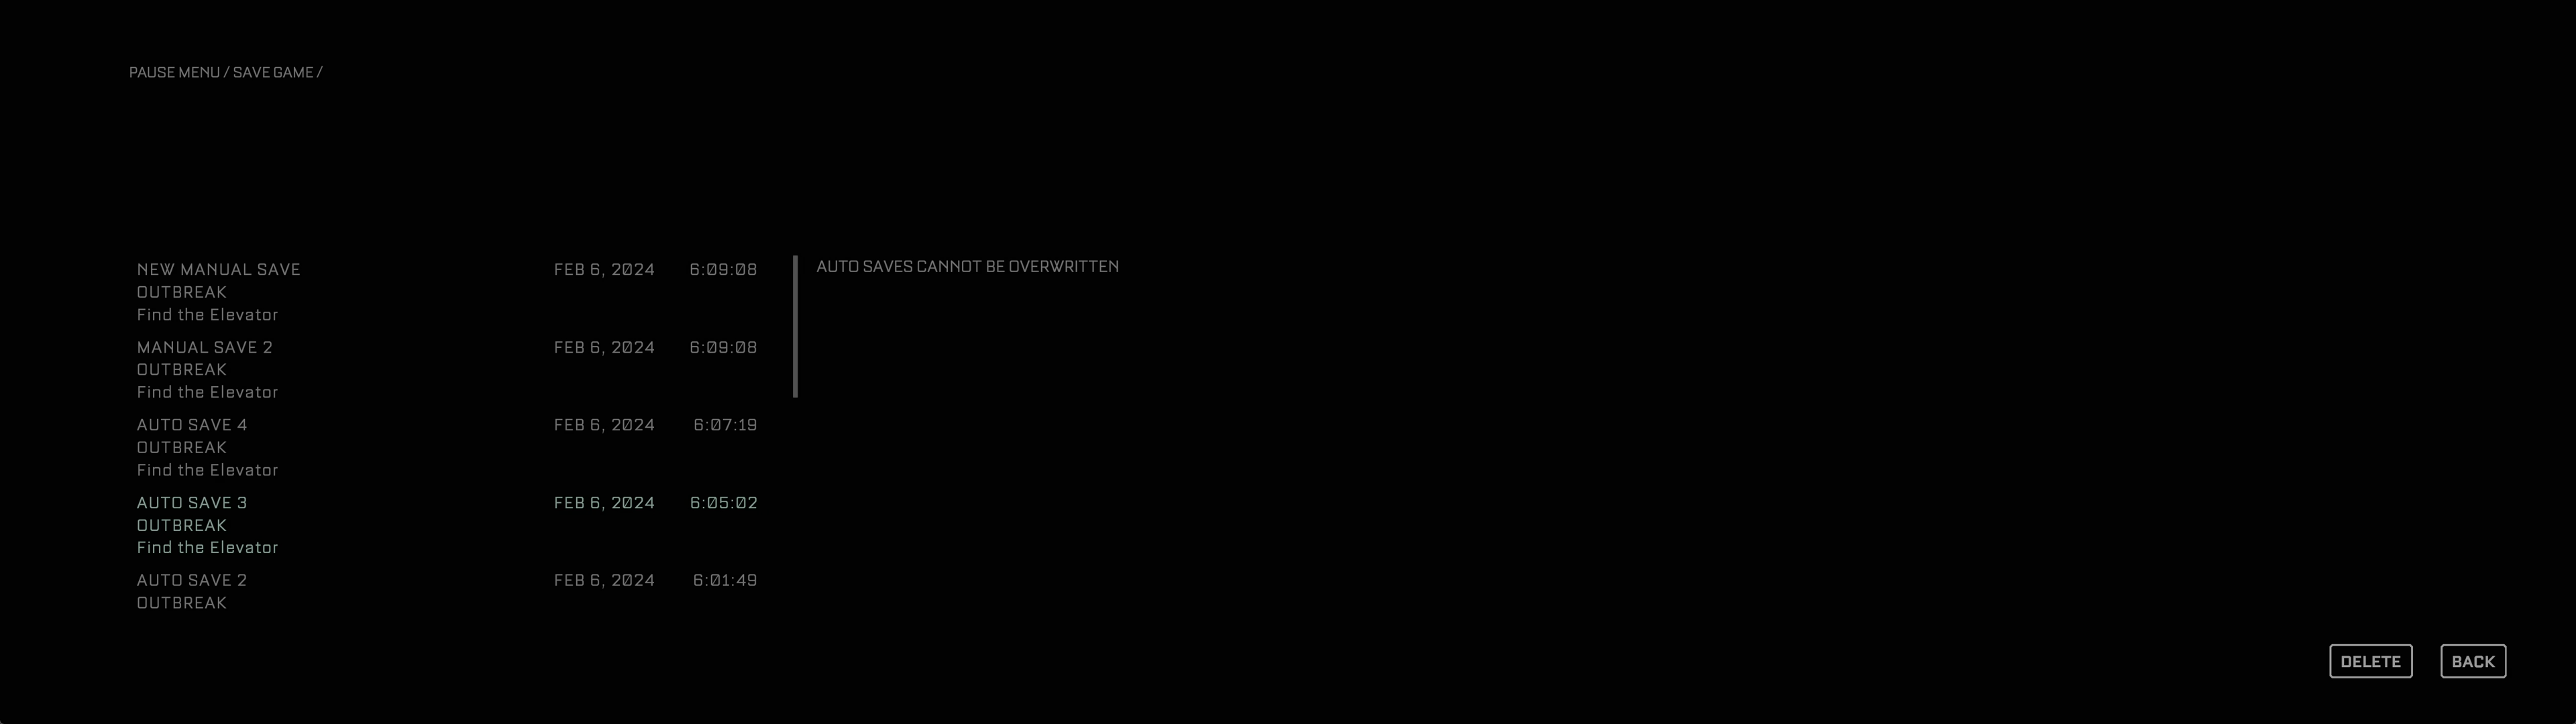 PAUSE MENU / SAVE GAME /
NEW MANUAL SAVE FEB 6, 2024 6:09:08
OUTBREAK
Find the Elevator
MANUAL SAVE 2 FEB 6, 2024 6:09:08
OUTBREAK
Find the Elevator
AUTO SAVE 4 FEB 6, 2024 6:07:19
OUTBREAK
Find the Elevator
AUTO SAVE 3 FEB 6, 2024 6:05:02
OUTBREAK
Find the Elevator
AUTO SAVE 2 FEB 6, 2024 6:01:49
OUTBREAK
AUTO SAVES CANNOT BE OVERWRITTEN
DELETE BACK